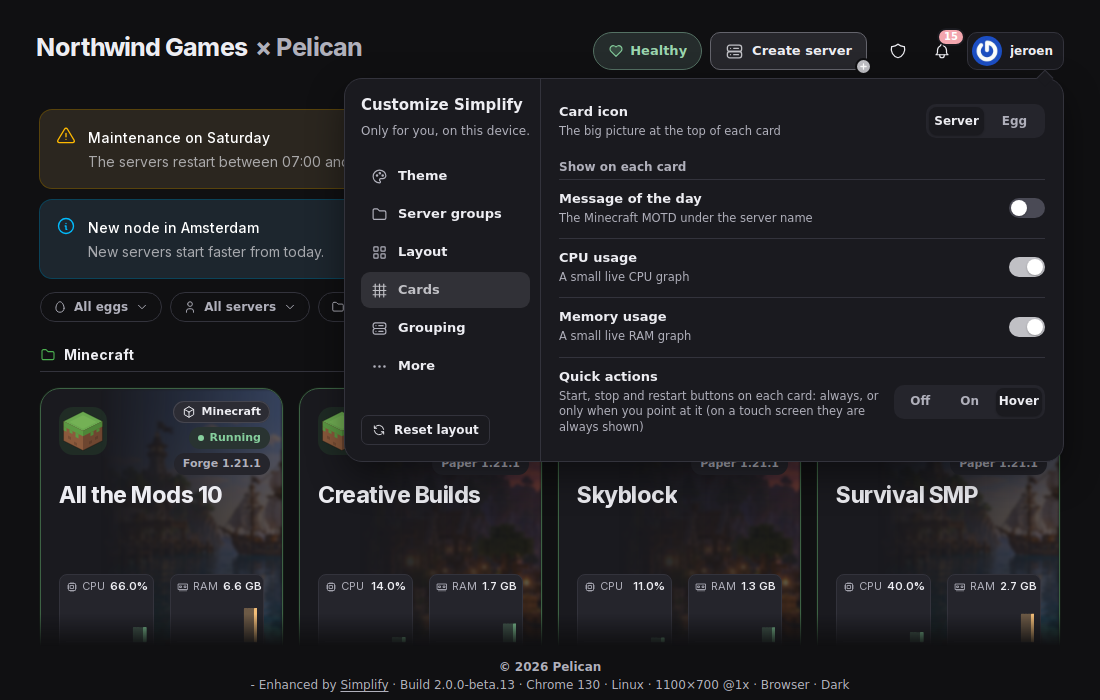 Northwind Games × Pelican
Healthy
Create server
15
jeroen
Maintenance on Saturday
The servers restart between 07:00 and
New node in Amsterdam
New servers start faster from today.
All eggs
All servers
Minecraft
Customize Simplify
Only for you, on this device.
Theme
Server groups
Layout
Cards
Grouping
More
Reset layout
Card icon
The big picture at the top of each card
Server
Egg
Show on each card
Message of the day
The Minecraft MOTD under the server name
CPU usage
A small live CPU graph
Memory usage
A small live RAM graph
Quick actions
Start, stop and restart buttons on each card: always, or
only when you point at it (on a touch screen they are
always shown)
Off
On
Hover
Minecraft
Running
Forge 1.21.1
All the Mods 10
CPU 66.0%
RAM 6.6 GB
Paper 1.21.1
Creative Builds
CPU 14.0%
RAM 1.7 GB
Paper 1.21.1
Skyblock
CPU 11.0%
RAM 1.3 GB
Paper 1.21.1
Survival SMP
CPU 40.0%
RAM 2.7 GB
© 2026 Pelican
- Enhanced by Simplify · Build 2.0.0-beta.13 · Chrome 130 · Linux · 1100×700 @1x · Browser · Dark